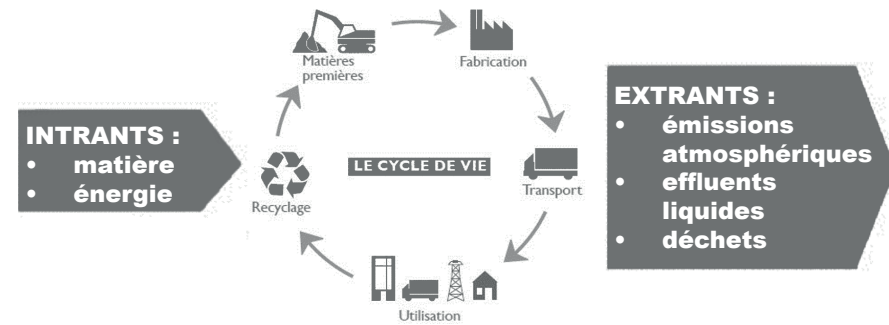 INTRANTS :
• matière
• énergie
Matières
premières
Fabrication
LE CYCLE DE VIE
Recyclage
Transport
Utilisation
EXTRANTS :
• émissions
atmosphériques
• effluents
liquides
• déchets